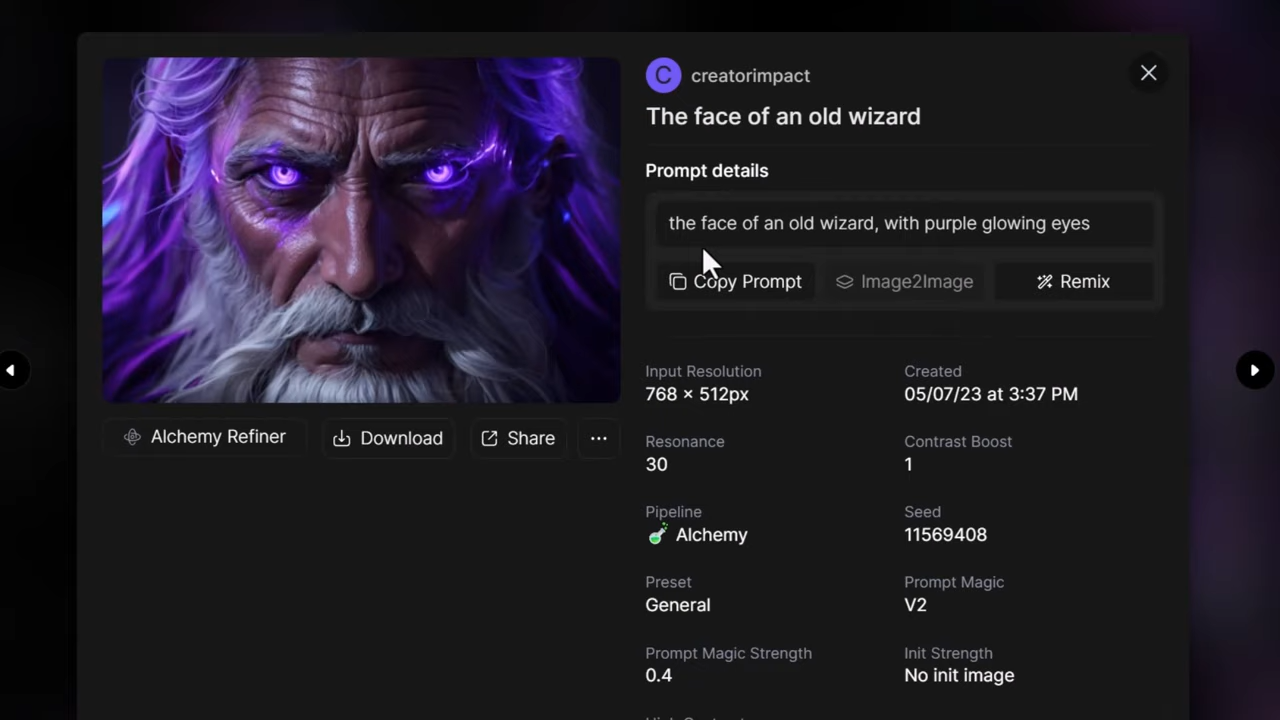 C creatorimpact
The face of an old wizard
Prompt details
the face of an old wizard, with purple glowing eyes
Copy Prompt Image2Image Remix
Alchemy Refiner Download Share
Input Resolution Created
768 × 512px 05/07/23 at 3:37 PM
Resonance Contrast Boost
30 1
Pipeline Seed
Alchemy 11569408
Preset Prompt Magic
General V2
Prompt Magic Strength Init Strength
0.4 No init image